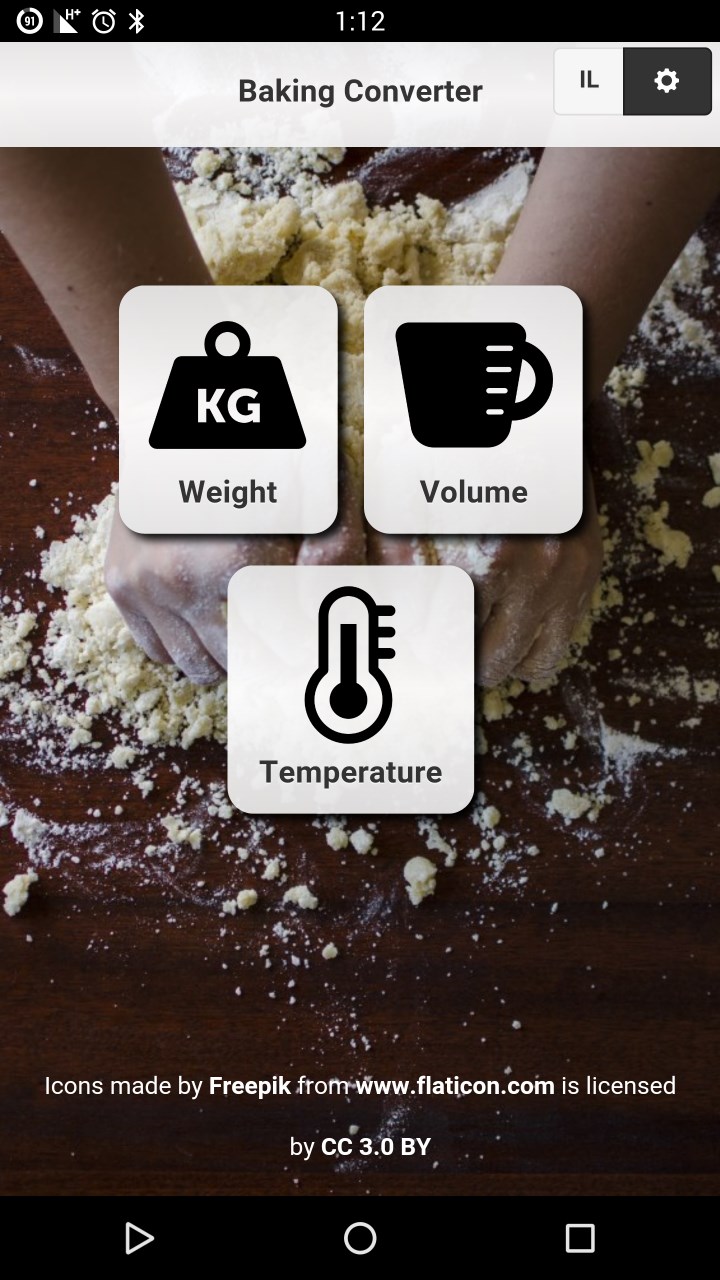 91 H+ 1:12
Baking Converter IL
KG
Weight Volume
Temperature
Icons made by Freepik from www.flaticon.com is licensed
by CC 3.0 BY